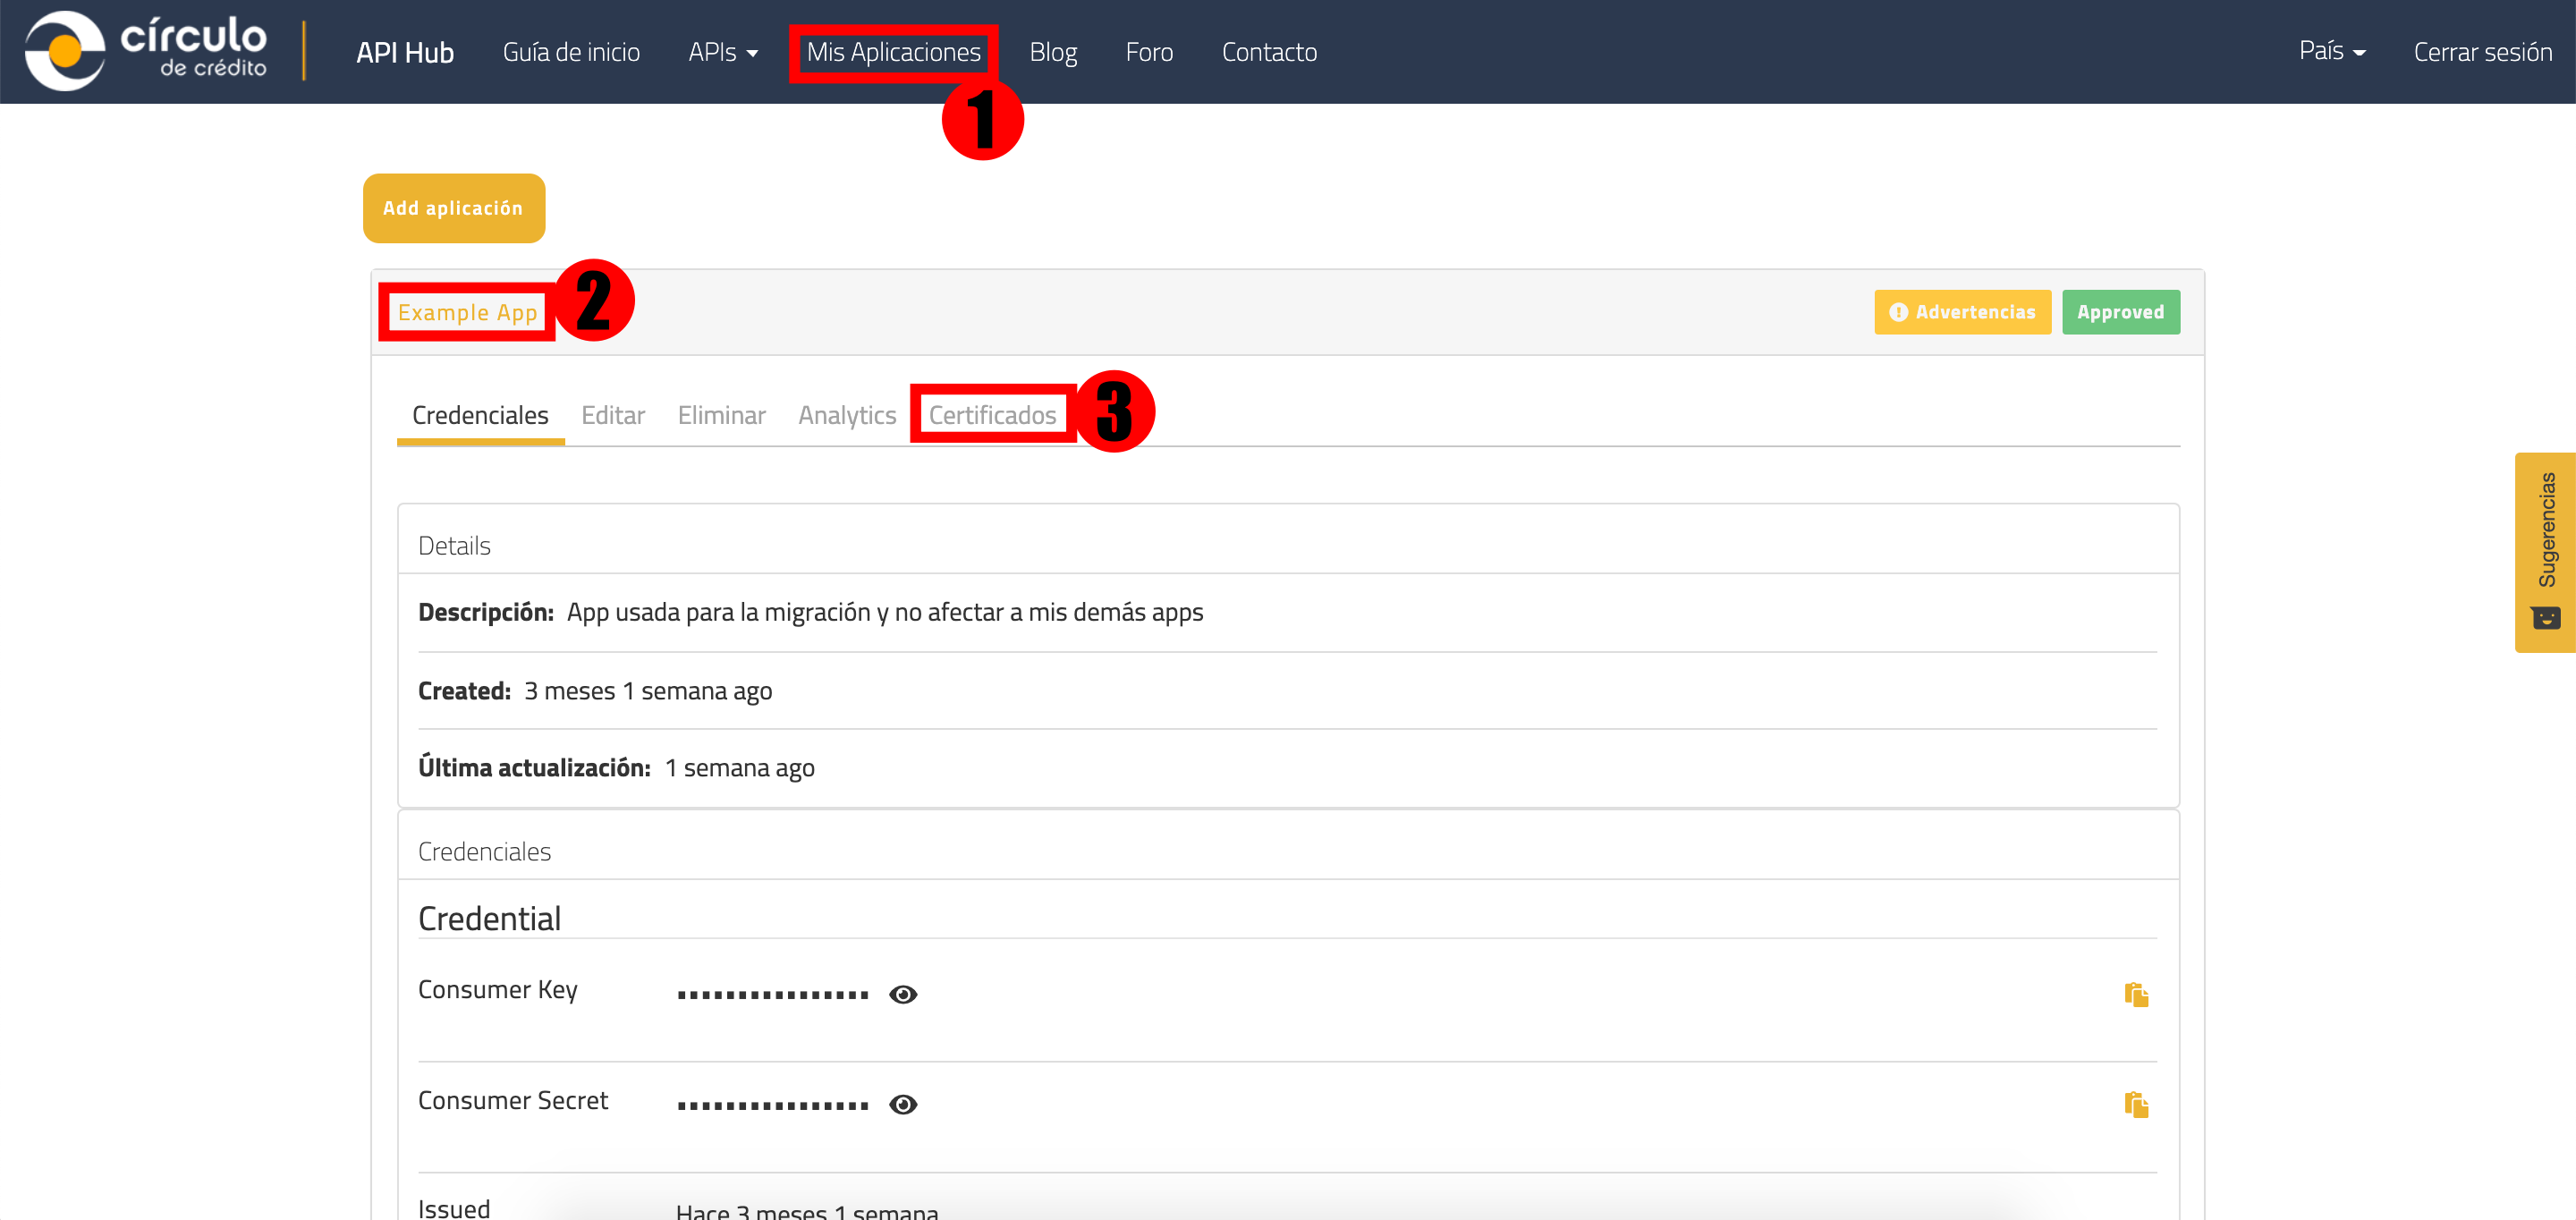 círculo
de crédito
API Hub Guía de inicio APIs Mis Aplicaciones Blog Foro Contacto País Cerrar sesión
1
Add aplicación
Example App 2 Advertencias Approved
Credenciales Editar Eliminar Analytics Certificados 3
Sugerencias
Details
Descripción: App usada para la migración y no afectar a mis demás apps
Created: 3 meses 1 semana ago
Última actualización: 1 semana ago
Credenciales
Credential
Consumer Key
Consumer Secret
Issued Hace 3 meses 1 semana